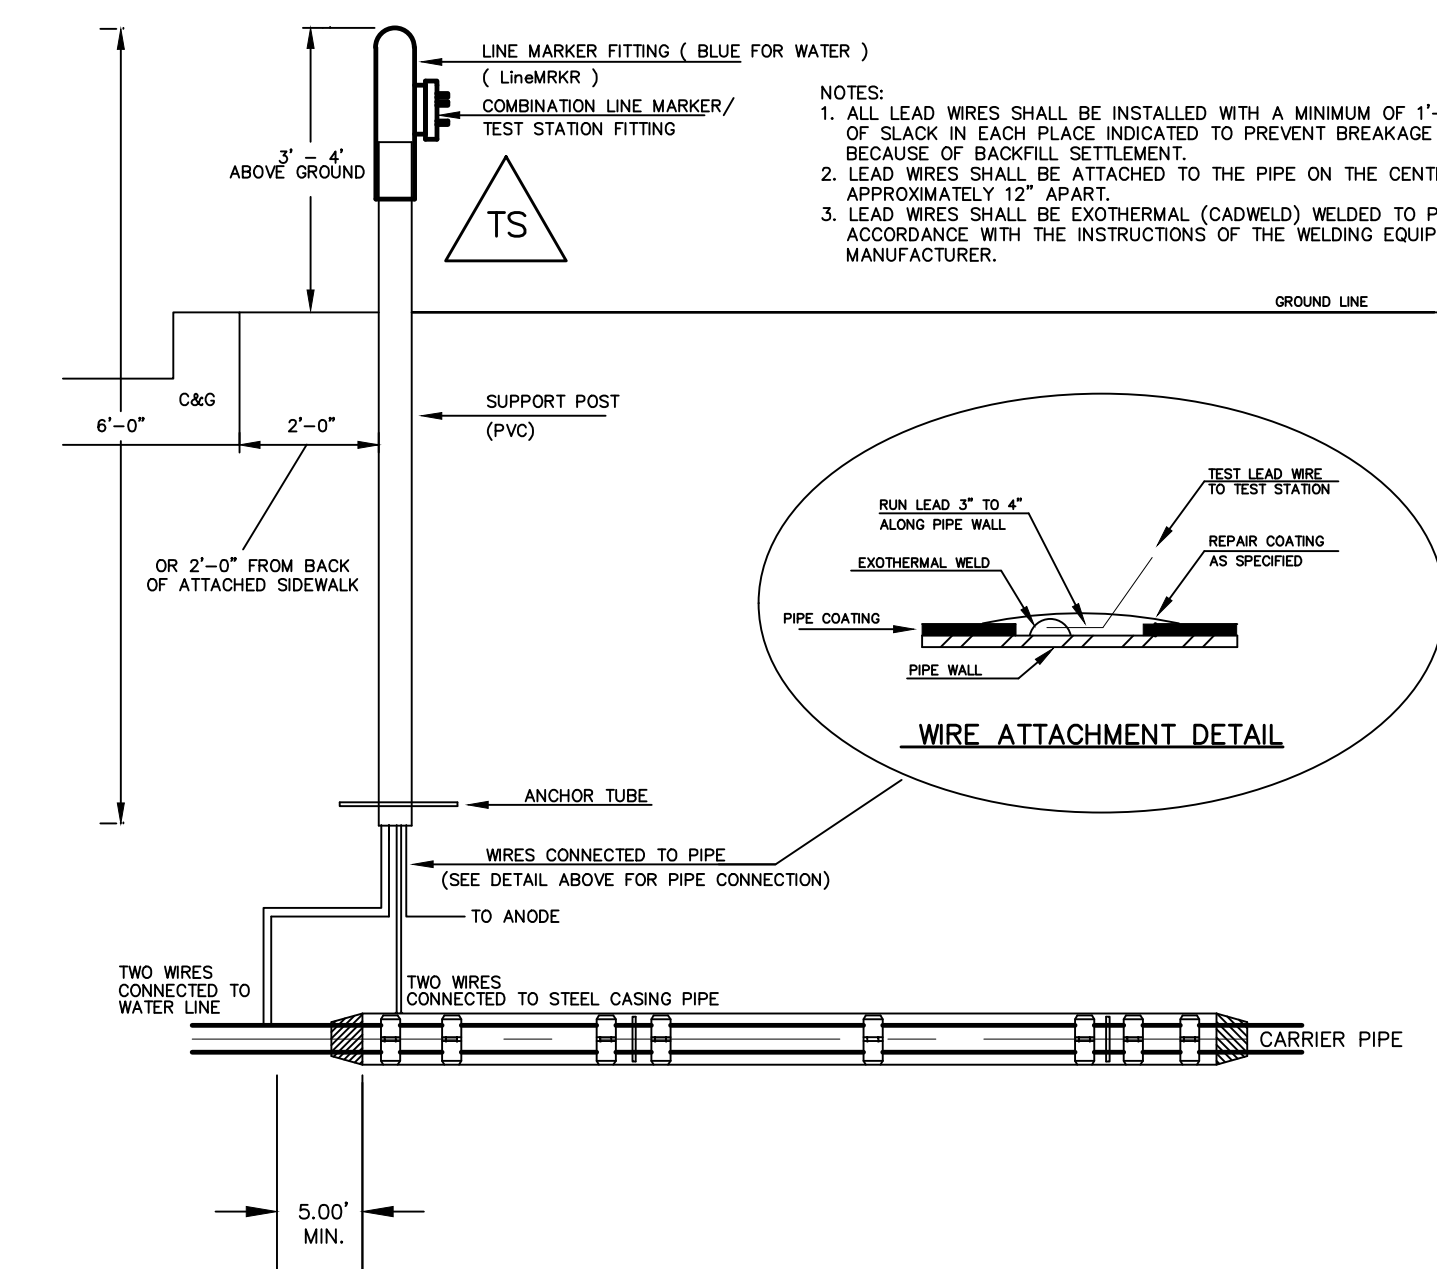 LINE MARKER FITTING ( BLUE FOR WATER )
( LineMRKR )
COMBINATION LINE MARKER/
TEST STATION FITTING
3' – 4'
ABOVE GROUND
TS
NOTES:
1. ALL LEAD WIRES SHALL BE INSTALLED WITH A MINIMUM OF 1'-
OF SLACK IN EACH PLACE INDICATED TO PREVENT BREAKAGE
BECAUSE OF BACKFILL SETTLEMENT.
2. LEAD WIRES SHALL BE ATTACHED TO THE PIPE ON THE
APPROXIMATELY 12" APART.
3. LEAD WIRES SHALL BE EXOTHERMAL (CADWELD) WELDED TO
ACCORDANCE WITH THE INSTRUCTIONS OF THE WELDING
MANUFACTURER.
GROUND LINE
C&G
6'–0"
2'–0"
SUPPORT POST
(PVC)
OR 2'–0" FROM BACK
OF ATTACHED SIDEWALK
TEST LEAD WIRE
TO TEST STATION
RUN LEAD 3" TO 4"
ALONG PIPE WALL
REPAIR COATING
AS SPECIFIED
EXOTHERMAL WELD
PIPE COATING
PIPE WALL
WIRE ATTACHMENT DETAIL
ANCHOR TUBE
WIRES CONNECTED TO PIPE
(SEE DETAIL ABOVE FOR PIPE CONNECTION)
TO ANODE
TWO WIRES
CONNECTED TO
WATER LINE
TWO WIRES
CONNECTED TO STEEL CASING PIPE
CARRIER PIPE
5.00'
MIN.